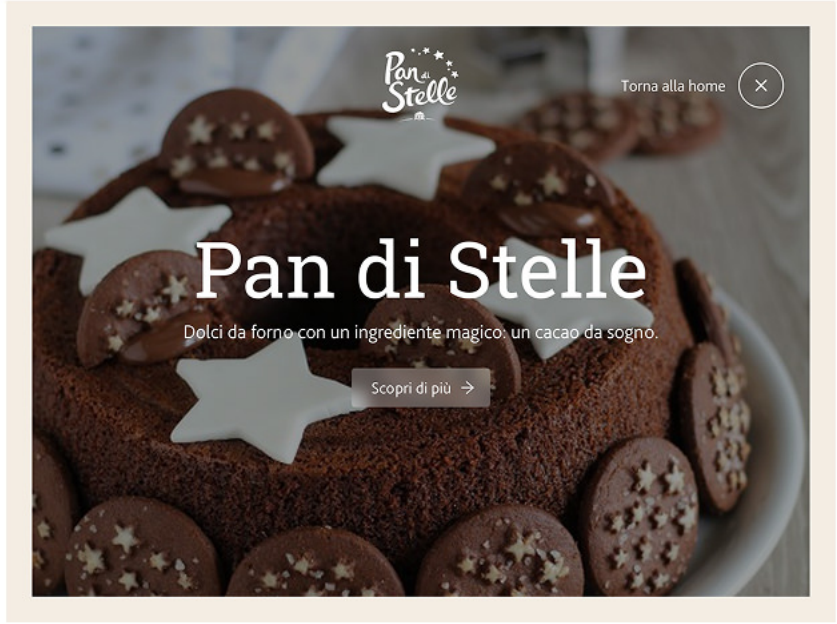 Pan di
Stelle
Torna alla home
Pan di Stelle
Dolci da forno con un ingrediente magico: un cacao da sogno.
Scopri di più →